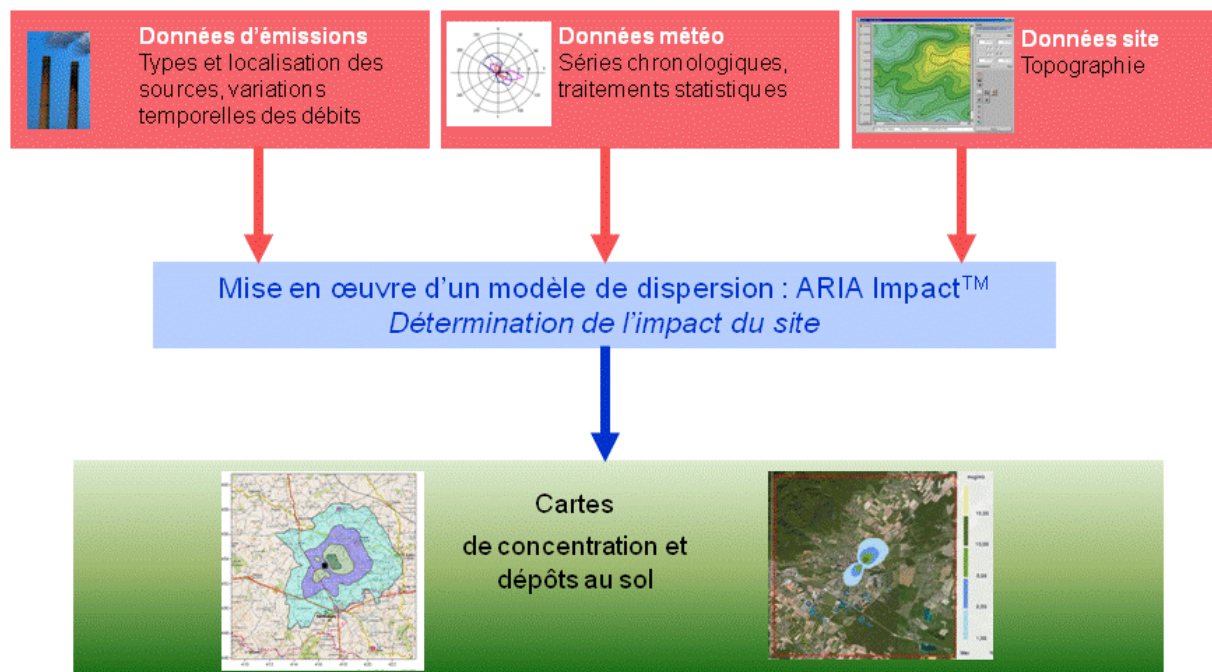 Données d'émissions
Types et localisation des
sources, variations
temporelles des débits
Données météo
Séries chronologiques,
traitements statistiques
Données site
Topographie
Mise en œuvre d'un modèle de dispersion : ARIA Impact™
Détermination de l'impact du site
Cartes
de concentration et
dépôts au sol